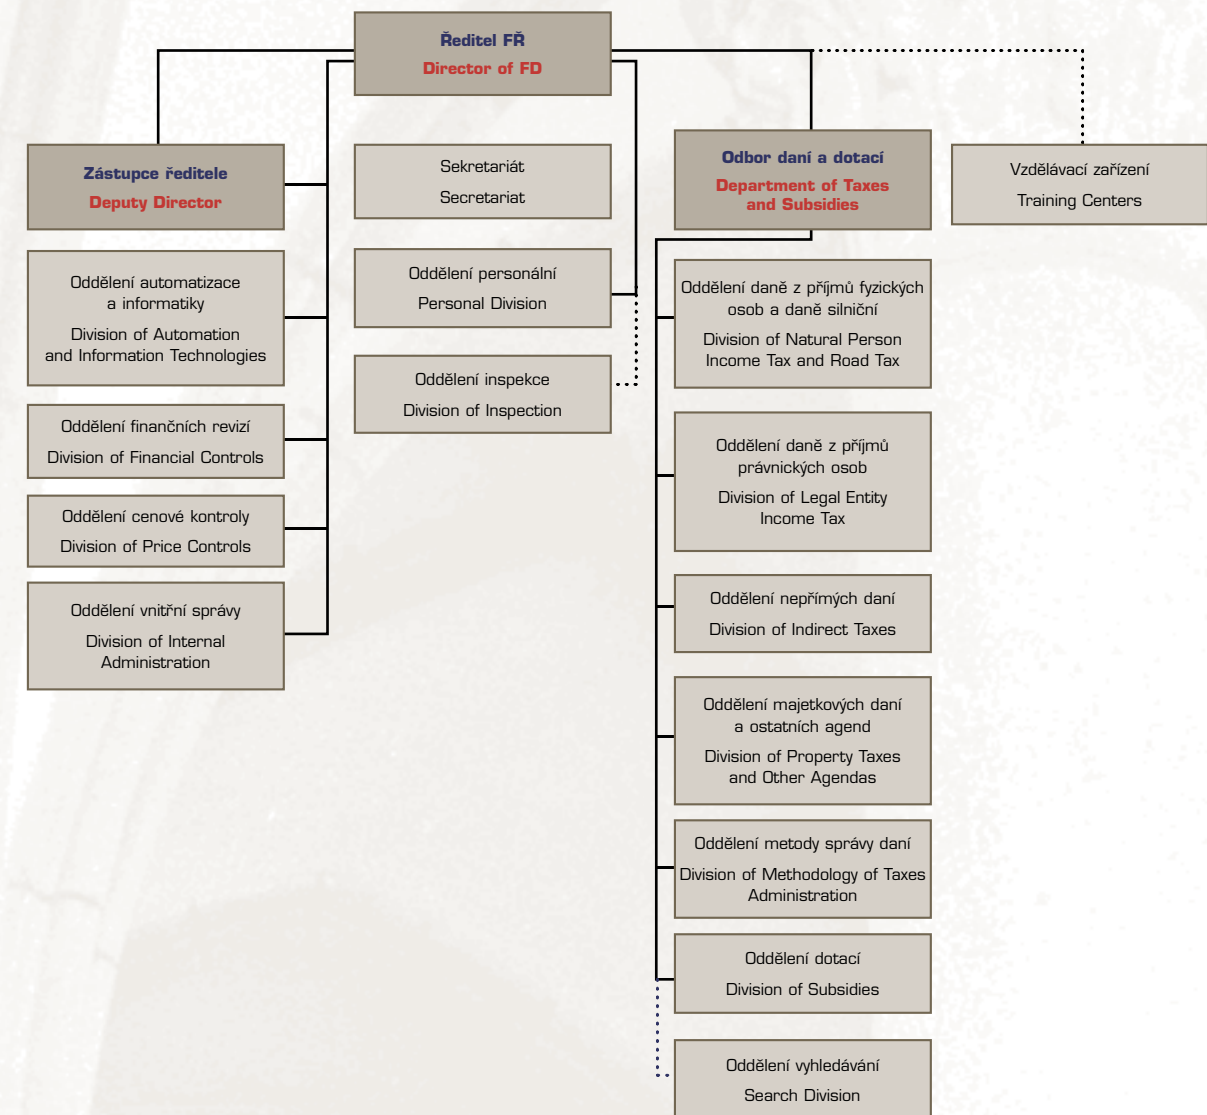 Ředitel FŘ
Director of FD
Zástupce ředitele
Deputy Director
Oddělení automatizace
a informatiky
Division of Automation
and Information Technologies
Oddělení finančních revizí
Division of Financial Controls
Oddělení cenové kontroly
Division of Price Controls
Oddělení vnitřní správy
Division of Internal
Administration
Sekretariát
Secretariat
Oddělení personální
Personal Division
Oddělení inspekce
Division of Inspection
Odbor daní a dotací
Department of Taxes
and Subsidies
Oddělení daně z příjmů fyzických
osob a daně silniční
Division of Natural Person
Income Tax and Road Tax
Oddělení daně z příjmů
právnických osob
Division of Legal Entity
Income Tax
Oddělení nepřímých daní
Division of Indirect Taxes
Oddělení majetkových daní
a ostatních agend
Division of Property Taxes
and Other Agendas
Oddělení metody správy daní
Division of Methodology of Taxes
Administration
Oddělení dotací
Division of Subsidies
Oddělení vyhledávání
Search Division
Vzdělávací zařízení
Training Centers